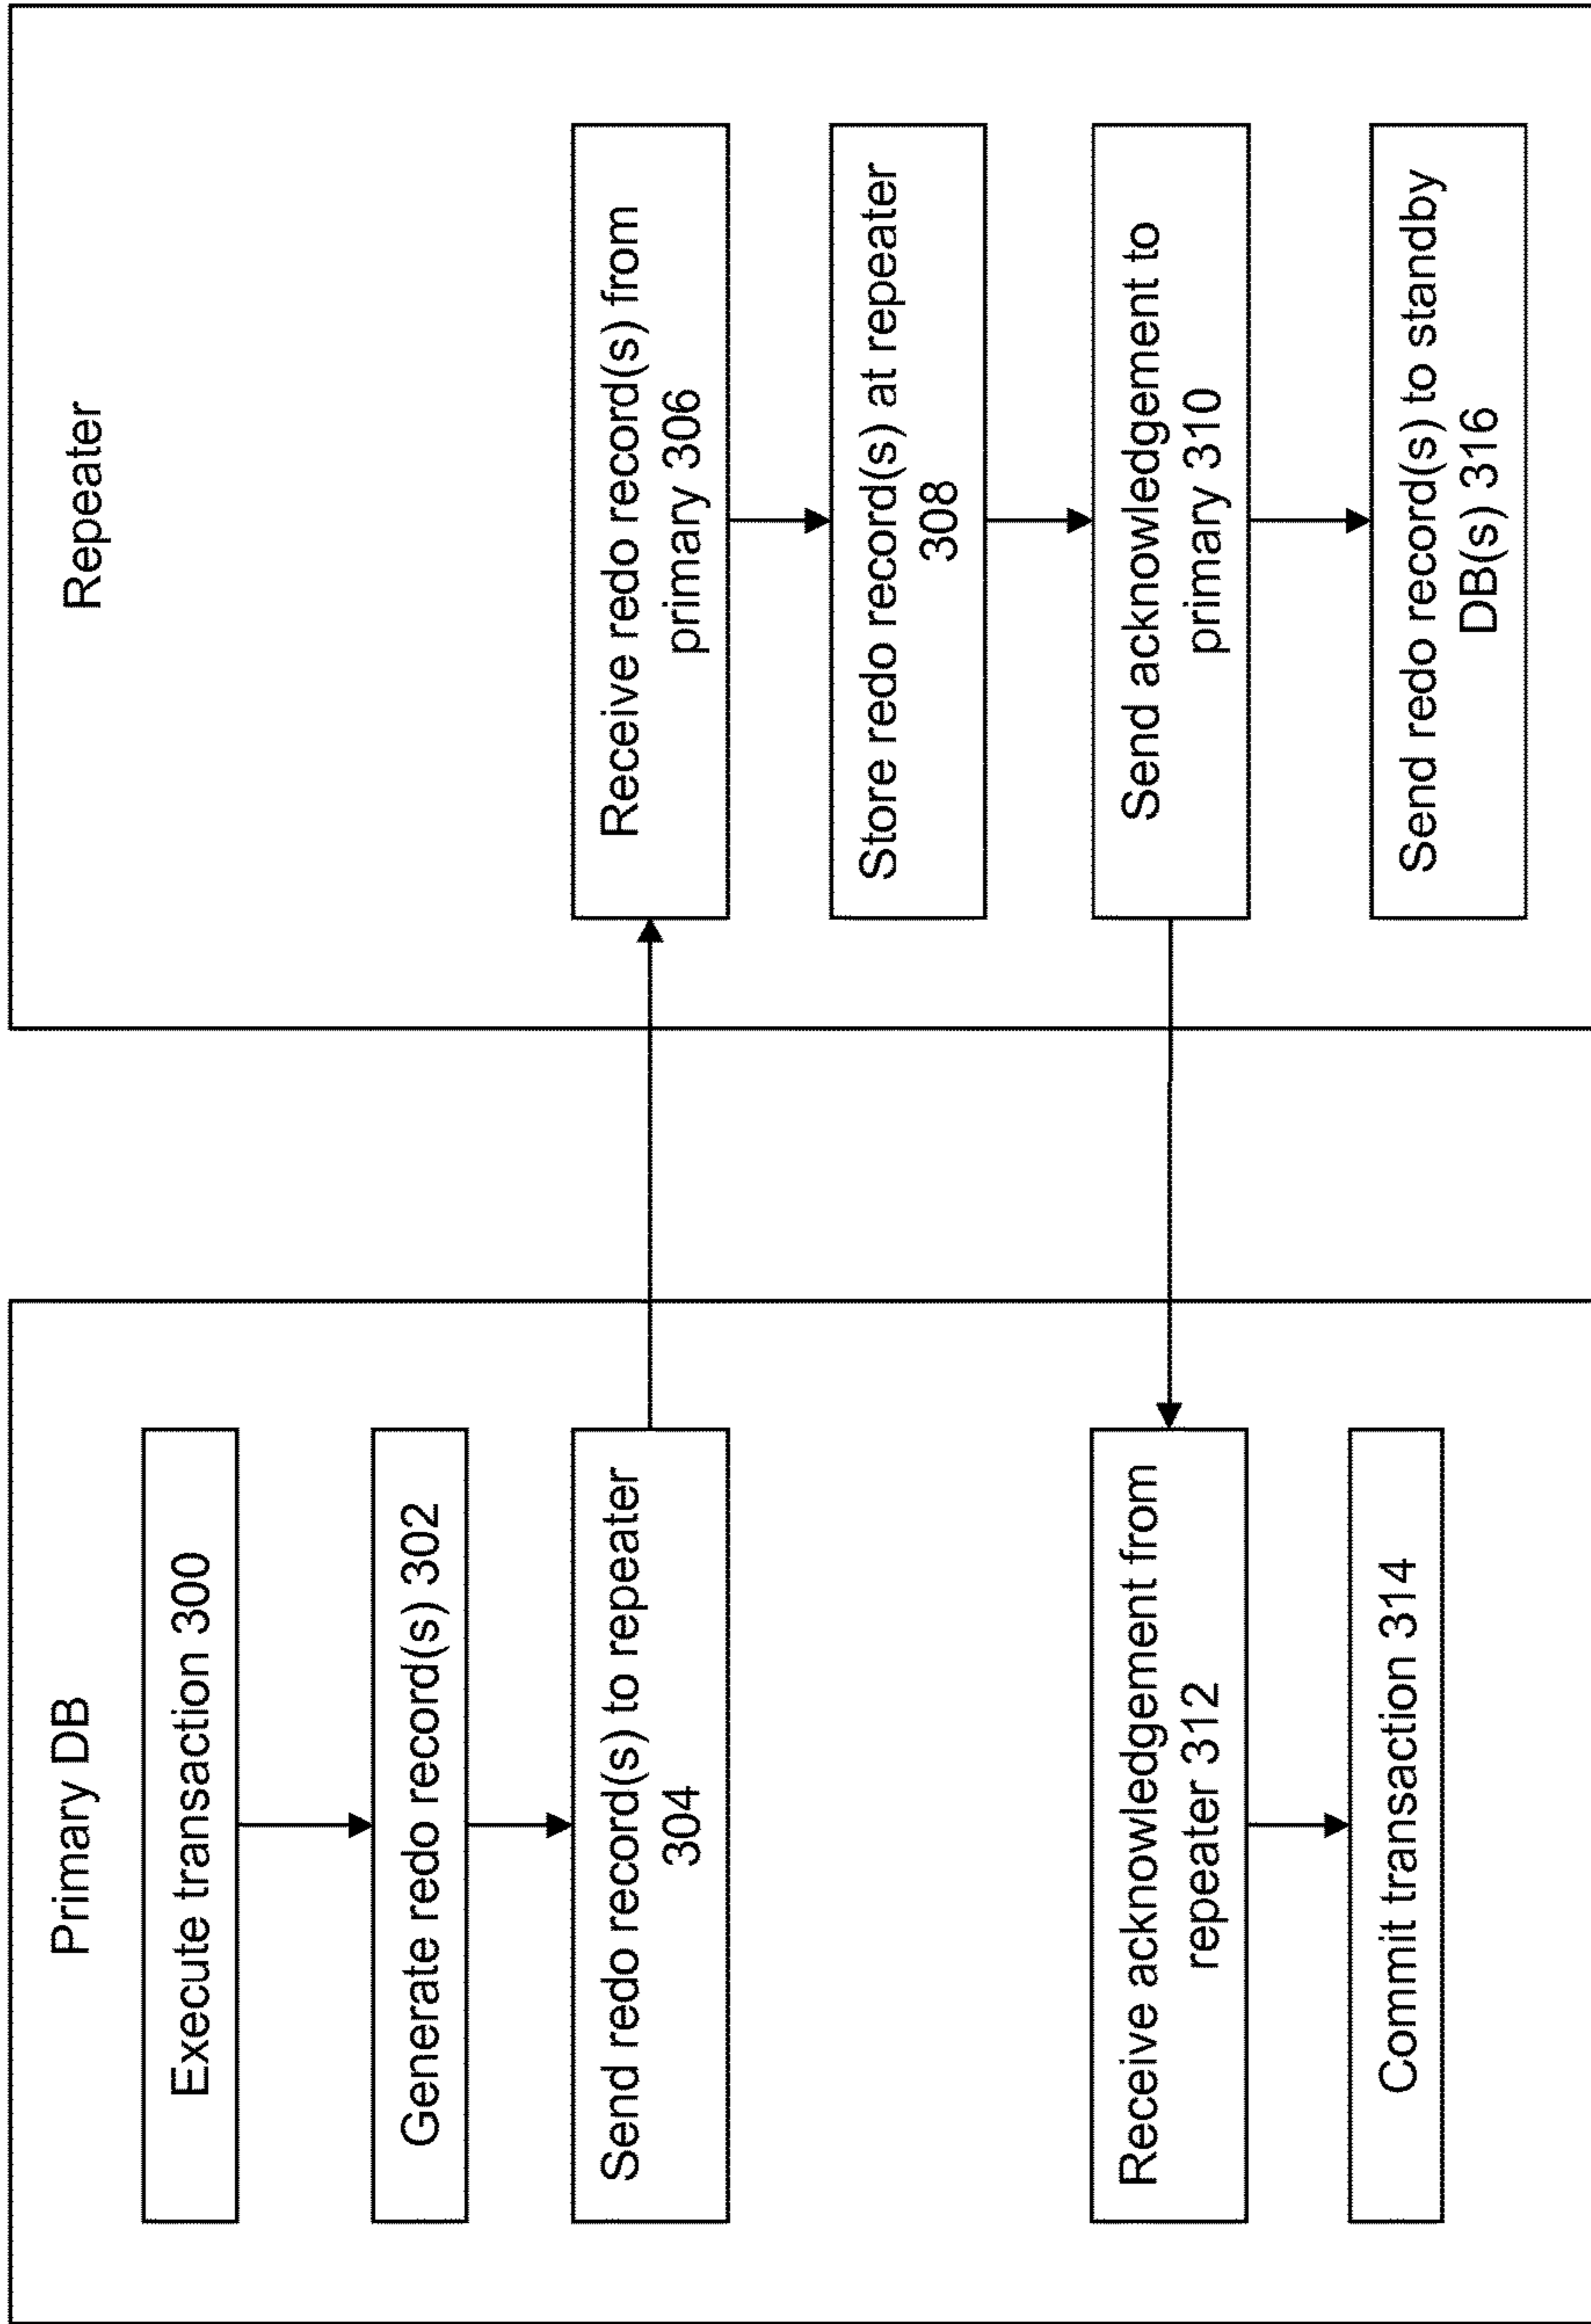 Primary DB
Execute transaction 300
Generate redo record(s) 302
Send redo record(s) to repeater
304
Receive acknowledgement from
repeater 312
Commit transaction 314
Repeater
Receive redo record(s) from
primary 306
Store redo record(s) at repeater
308
Send acknowledgment to
primary 310
Send redo record(s) to standby
DB(s) 316